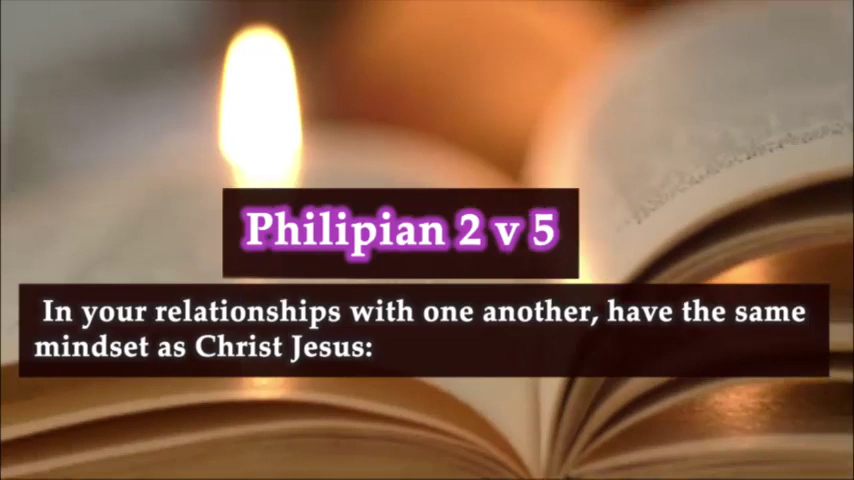 Philipian 2 v 5
In your relationships with one another, have the same
mindset as Christ Jesus: